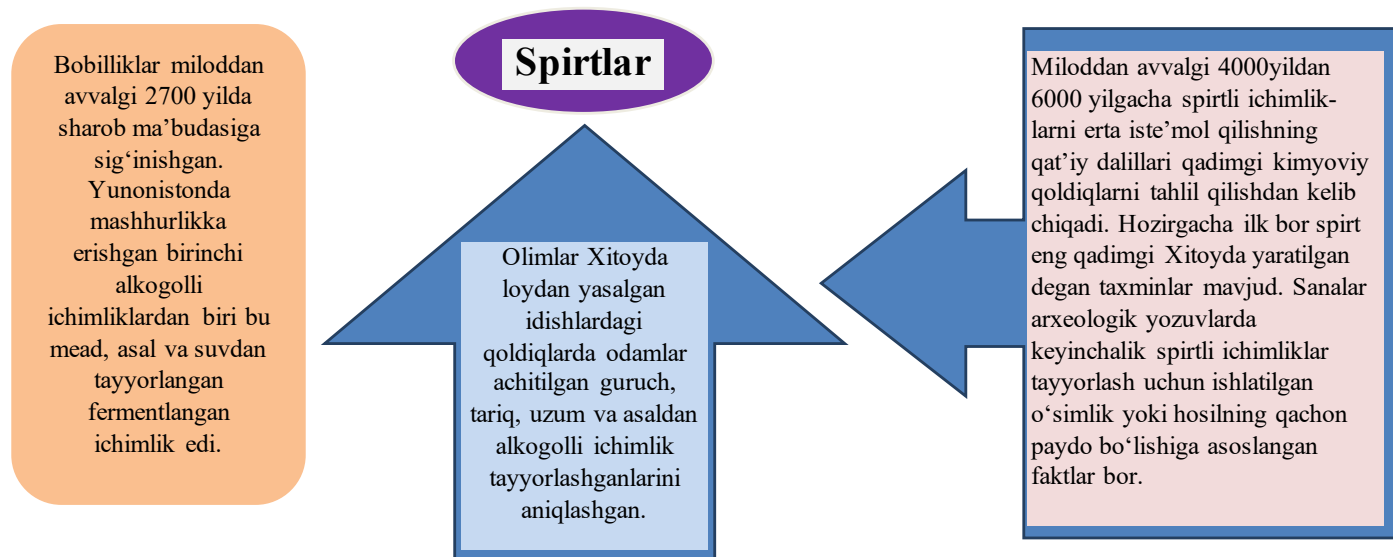 Spirtlar
Bobilliklar miloddan
avvalgi 2700 yilda
sharob ma’budasiga
sig‘inishgan.
Yunonistonda
mashhurlikka
erishgan birinchi
alkogolli
ichimliklardan biri bu
mead, asal va suvdan
tayyorlangan
fermentlangan
ichimlik edi.
Olimlar Xitoyda
loydan yasalgan
idishlardagi
qoldiqlarda odamlar
achitilgan guruch,
tariq, uzum va asaldan
alkogolli ichimlik
tayyorlashganlarini
aniqlashgan.
Miloddan avvalgi 4000yildan
6000 yilgacha spirtli ichimlik-
larni erta iste’mol qilishning
qat’iy dalillari qadimgi kimyoviy
qoldiqlarni tahlil qilishdan kelib
chiqadi. Hozirgacha ilk bor spirt
eng qadimgi Xitoyda yaratilgan
degan taxminlar mavjud. Sanalar
arxeologik yozuvlarda
keyinchalik spirtli ichimliklar
tayyorlash uchun ishlatilgan
o‘simlik yoki hosilning qachon
paydo bo‘lishiga asoslangan
faktlar bor.